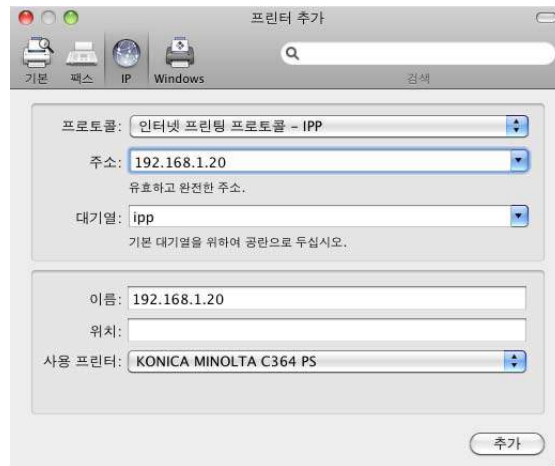 프린터 추가
기본 팩스 IP Windows 검색
프로토콜: 인터넷 프린팅 프로토콜 – IPP
주소: 192.168.1.20
유효하고 완전한 주소.
대기열: ipp
기본 대기열을 위하여 공란으로 두십시오.
이름: 192.168.1.20
위치:
사용 프린터: KONICA MINOLTA C364 PS
추가